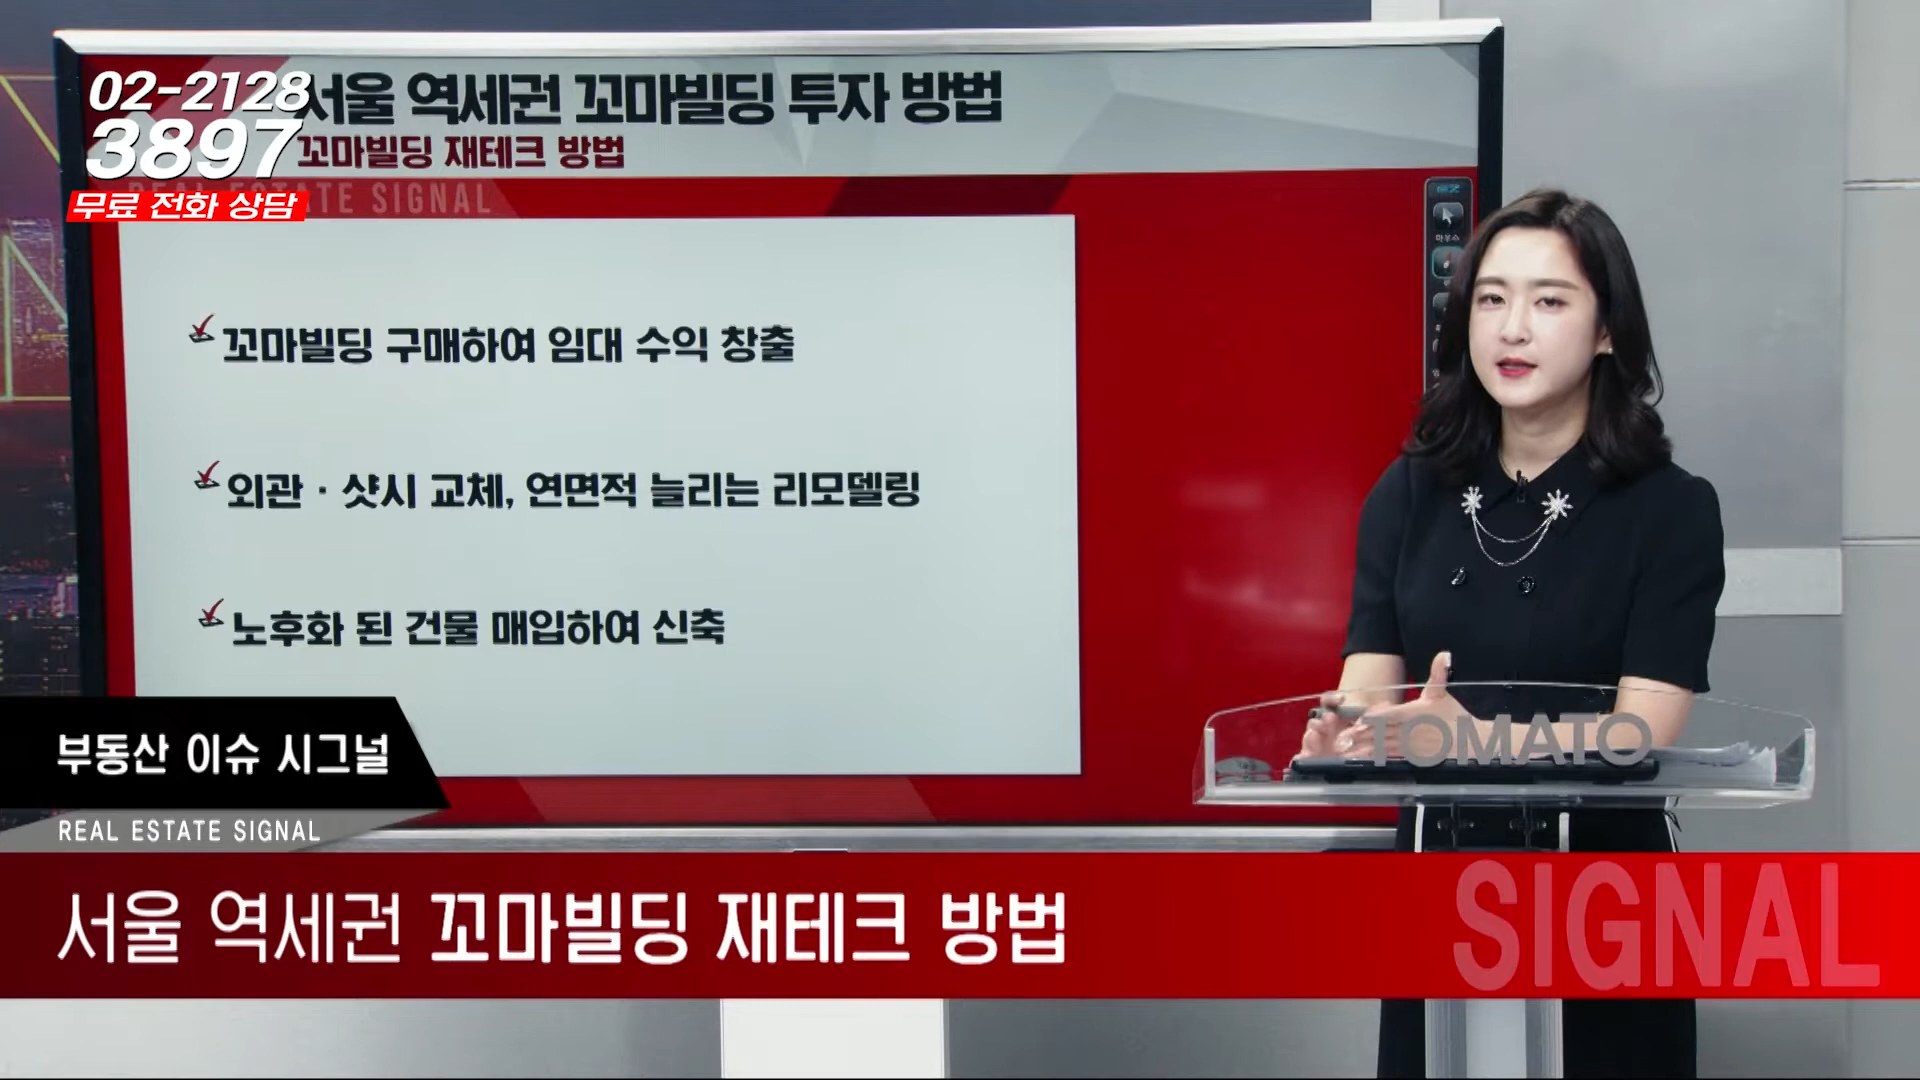 02-2128
3897
무료 전화 상담
서울 역세권 꼬마빌딩 투자 방법
꼬마빌딩 재테크 방법
REAL ESTATE SIGNAL
꼬마빌딩 구매하여 임대 수익 창출
외관 · 샷시 교체, 연면적 늘리는 리모델링
노후화 된 건물 매입하여 신축
마우스
TOMATO
부동산 이슈 시그널
REAL ESTATE SIGNAL
서울 역세권 꼬마빌딩 재테크 방법
SIGNAL